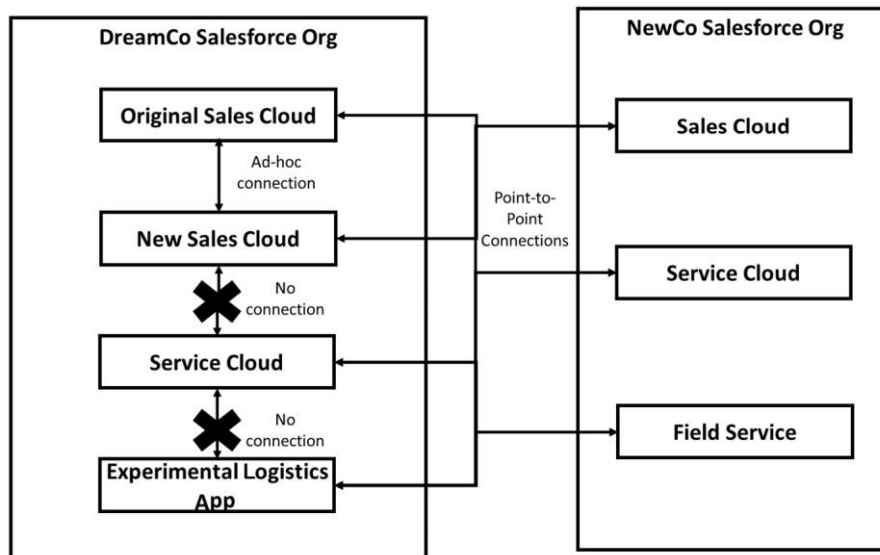 DreamCo Salesforce Org
Original Sales Cloud
Ad-hoc
connection
New Sales Cloud
No
connection
Service Cloud
No
connection
Experimental Logistics
App
Point-to-
Point
Connections
NewCo Salesforce Org
Sales Cloud
Service Cloud
Field Service